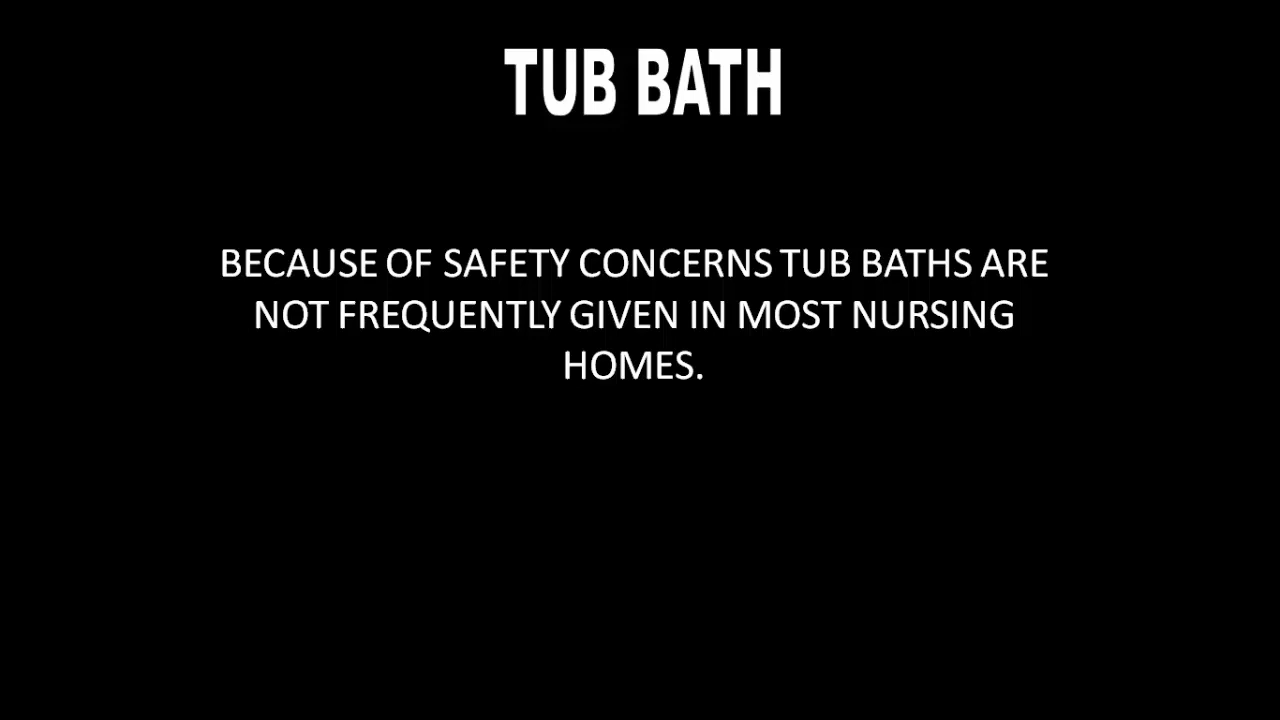 TUB BATH
BECAUSE OF SAFETY CONCERNS TUB BATHS ARE
NOT FREQUENTLY GIVEN IN MOST NURSING
HOMES.